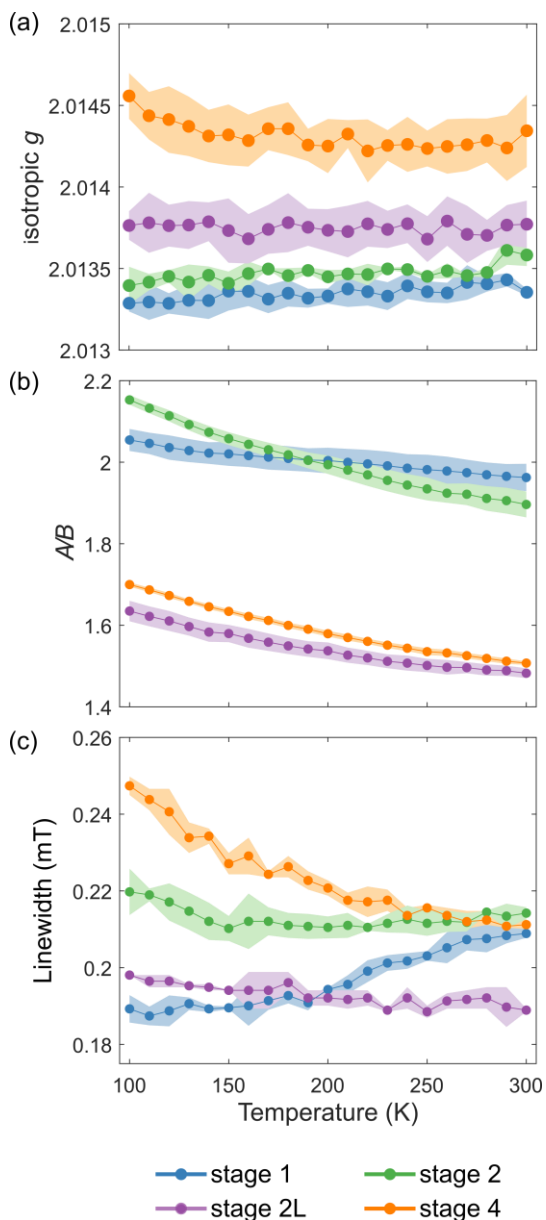 (a)
2.015
2.0145
2.014
2.0135
2.013
isotropic g
(b)
2.2
2
1.8
1.6
1.4
A/B
(c)
0.26
0.24
0.22
0.2
0.18
Linewidth (mT)
100 150 200 250 300
Temperature (K)
stage 1 stage 2
stage 2L stage 4